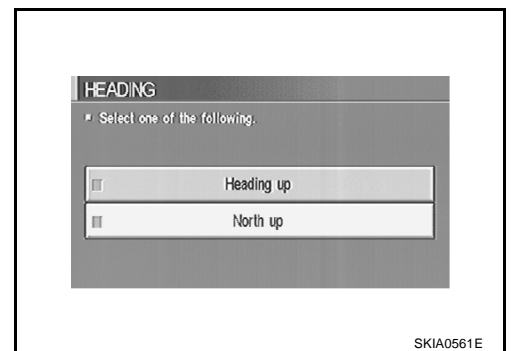 HEADING
Select one of the following.
Heading up
North up
SKIA0561E